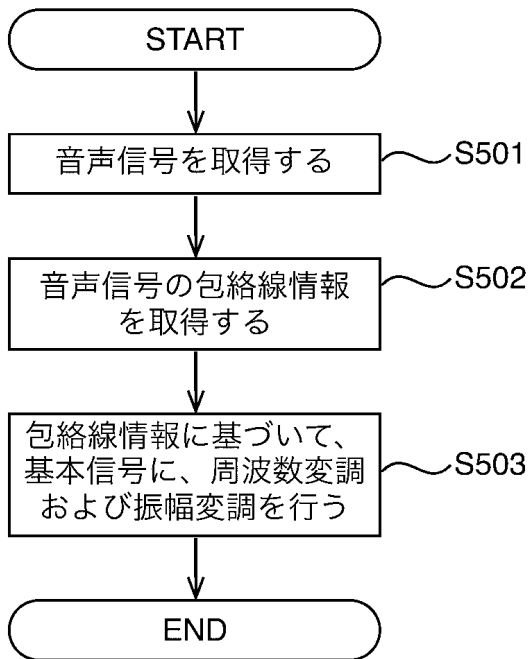 START
音声信号を取得する
S501
音声信号の包絡線情報
を取得する
S502
包絡線情報に基づいて、
基本信号に、周波数変調
および振幅変調を行う
S503
END